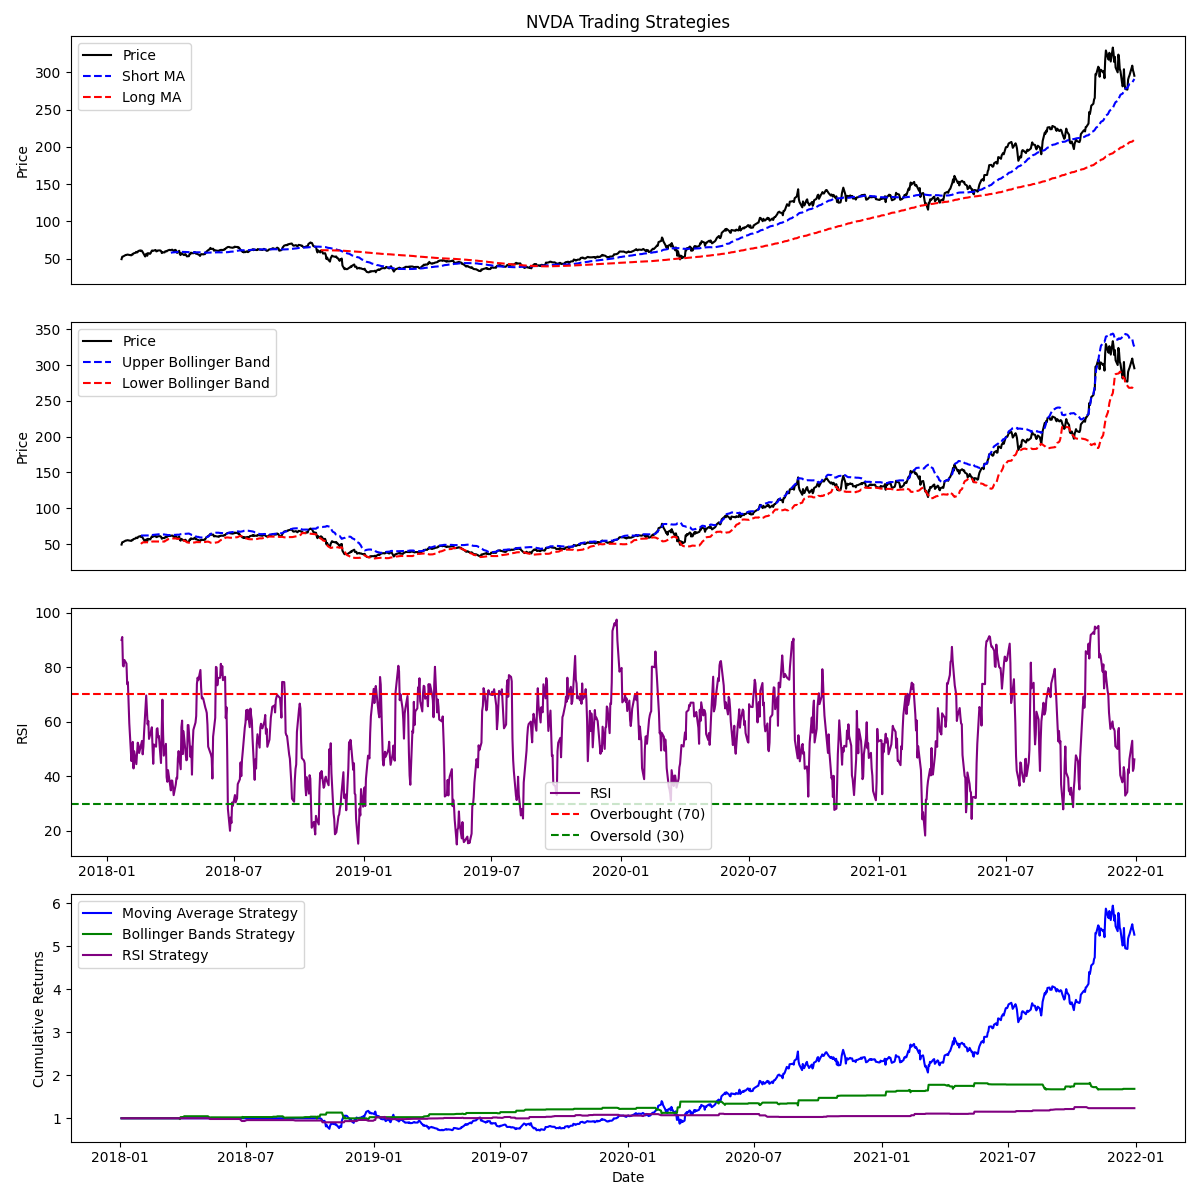 NVDA Trading Strategies
Price
Short MA
Long MA
300
250
200
150
100
50
Price
Price
Upper Bollinger Band
Lower Bollinger Band
350
300
250
200
150
100
50
Price
100
80
60
40
20
RSI
RSI
Overbought (70)
Oversold (30)
2018-01 2018-07 2019-01 2019-07 2020-01 2020-07 2021-01 2021-07 2022-01
Moving Average Strategy
Bollinger Bands Strategy
RSI Strategy
6
5
4
3
2
1
Cumulative Returns
2018-01 2018-07 2019-01 2019-07 2020-01 2020-07 2021-01 2021-07 2022-01
Date